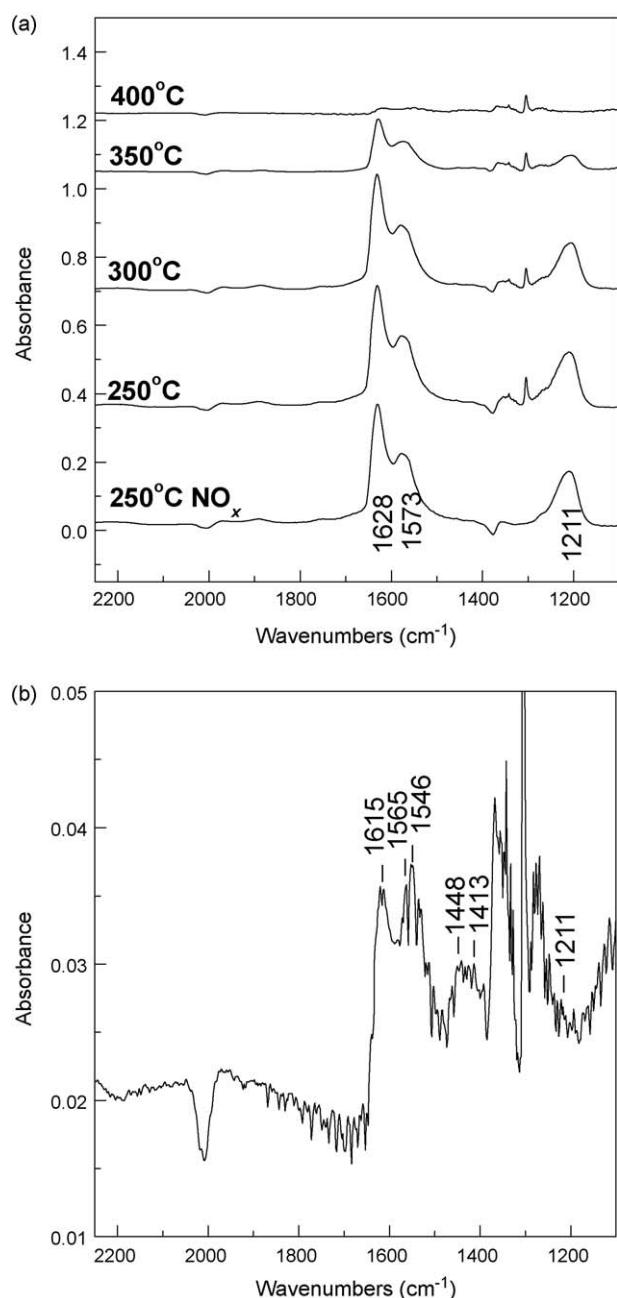 (a)
1.4
1.2
1.0
0.8
0.6
0.4
0.2
0.0
Absorbance
400°C
350°C
300°C
250°C
250°C NOx
1628
1573
1211
2200 2000 1800 1600 1400 1200
Wavenumbers (cm⁻¹)
(b)
0.05
0.04
0.03
0.02
0.01
Absorbance
1615
1565
1546
1448
1413
1211
2200 2000 1800 1600 1400 1200
Wavenumbers (cm⁻¹)